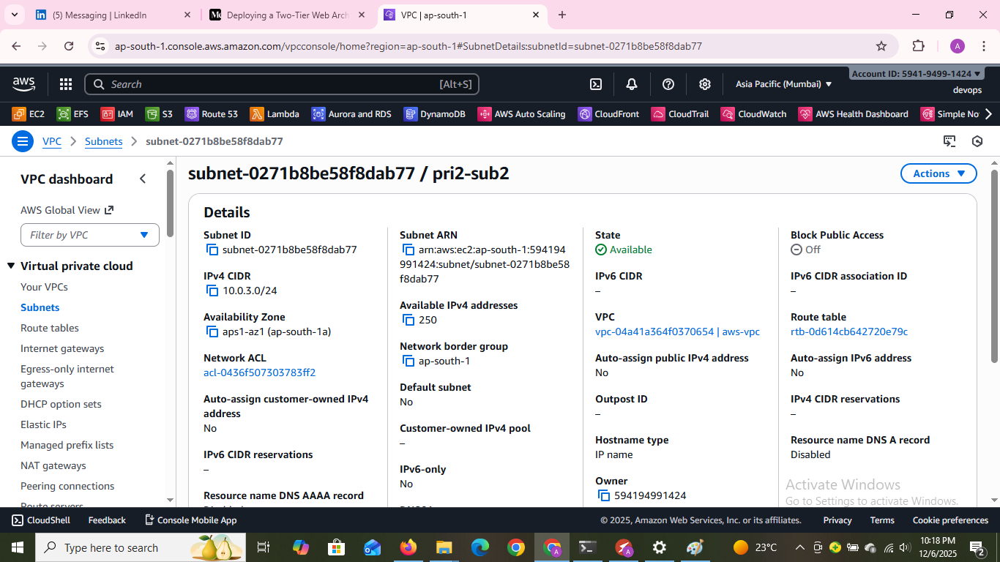 (5) Messaging | LinkedIn
Deploying a Two-Tier Web Arch
VPC | ap-south-1
ap-south-1.console.aws.amazon.com/vpcconsole/home?region=ap-south-1#SubnetDetails:subnetId=subnet-0271b8be58f8dab77
A
aws
Search
[Alt+S]
Asia Pacific (Mumbai)
Account ID: 5941-9499-1424
devops
EC2
EFS
IAM
S3
Route 53
Lambda
Aurora and RDS
DynamoDB
AWS Auto Scaling
CloudFront
CloudTrail
CloudWatch
AWS Health Dashboard
Simple No
VPC
Subnets
subnet-0271b8be58f8dab77
VPC dashboard
AWS Global View
Filter by VPC
Virtual private cloud
Your VPCs
Subnets
Route tables
Internet gateways
Egress-only internet
gateways
DHCP option sets
Elastic IPs
Managed prefix lists
NAT gateways
Peering connections
Route servers
subnet-0271b8be58f8dab77 / pri2-sub2
Actions
Details
Subnet ID
subnet-0271b8be58f8dab77
IPv4 CIDR
10.0.3.0/24
Availability Zone
aps1-az1 (ap-south-1a)
Network ACL
acl-0436f507303783ff2
Auto-assign customer-owned IPv4
address
No
IPv6 CIDR reservations
–
Resource name DNS AAAA record
Subnet ARN
arn:aws:ec2:ap-south-1:594194
991424:subnet/subnet-0271b8be58
f8dab77
Available IPv4 addresses
250
Network border group
ap-south-1
Default subnet
No
Customer-owned IPv4 pool
–
IPv6-only
No
State
Available
IPv6 CIDR
–
VPC
vpc-04a41a364f0370654 | aws-vpc
Auto-assign public IPv4 address
No
Outpost ID
–
Hostname type
IP name
Owner
594194991424
Block Public Access
Off
IPv6 CIDR association ID
–
Route table
rtb-0d614cb642720e79c
Auto-assign IPv6 address
No
IPv4 CIDR reservations
–
Resource name DNS A record
Disabled
Activate Windows
Go to Settings to activate Windows.
CloudShell
Feedback
Console Mobile App
© 2025, Amazon Web Services, Inc. or its affiliates.
Privacy
Terms
Cookie preferences
Type here to search
23°C
10:18 PM
12/6/2025
2